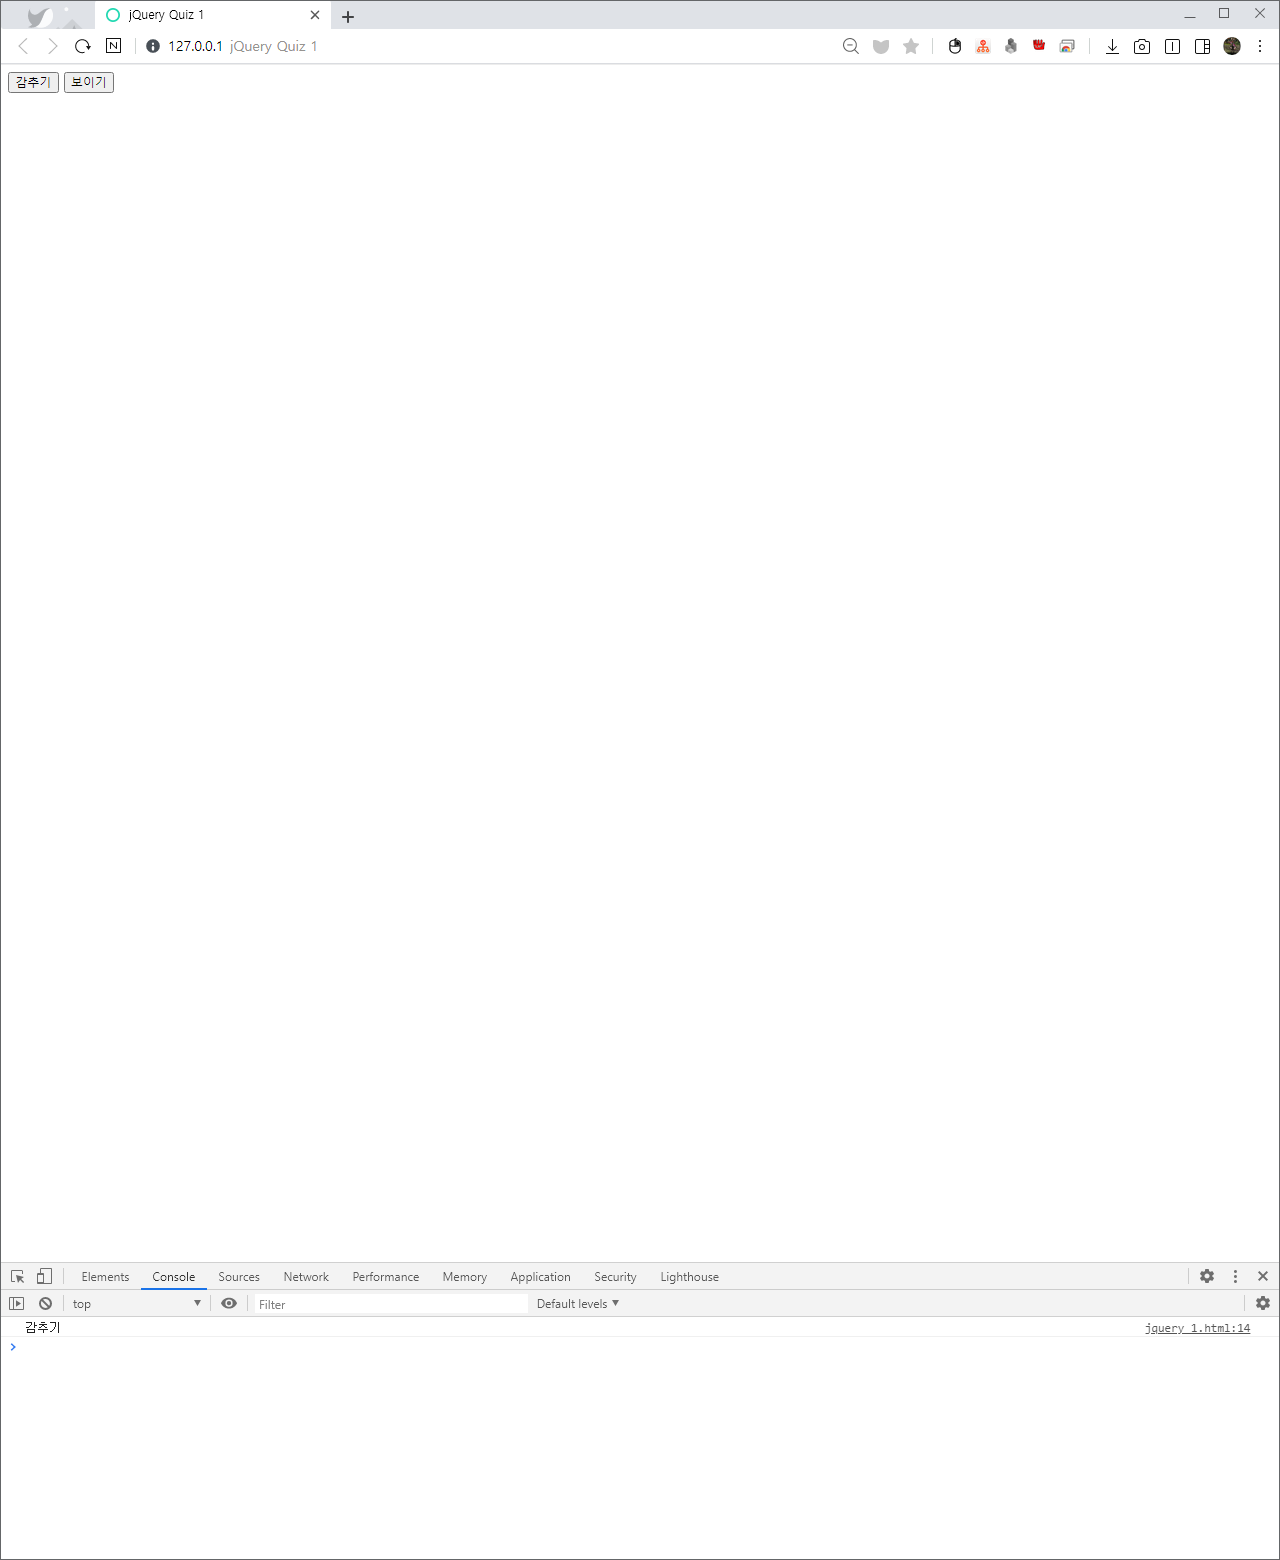 jQuery Quiz 1
N 127.0.0.1 jQuery Quiz 1
감추기 보이기
Elements Console Sources Network Performance Memory Application Security Lighthouse
top Filter Default levels
감추기 jquery_1.html:14